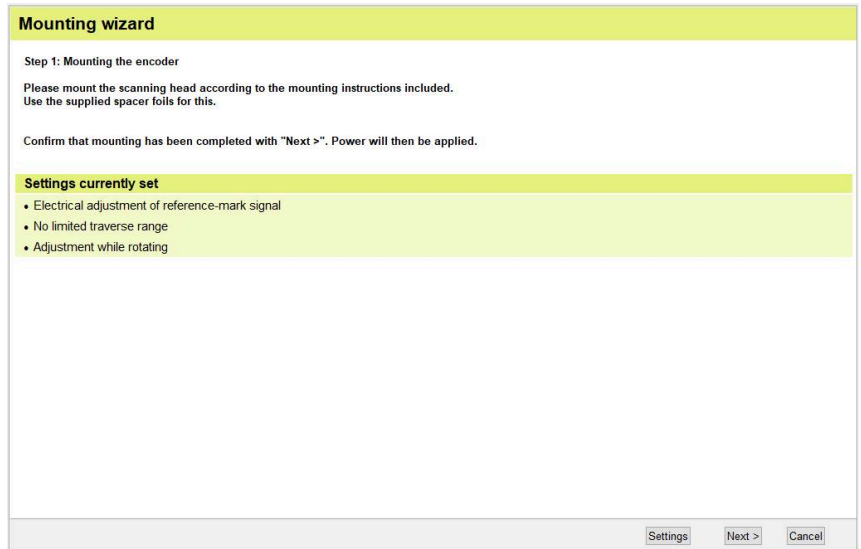 Mounting wizard
Step 1: Mounting the encoder
Please mount the scanning head according to the mounting instructions included.
Use the supplied spacer foils for this.
Confirm that mounting has been completed with "Next >". Power will then be applied.
Settings currently set
• Electrical adjustment of reference-mark signal
• No limited traverse range
• Adjustment while rotating
Settings Next > Cancel